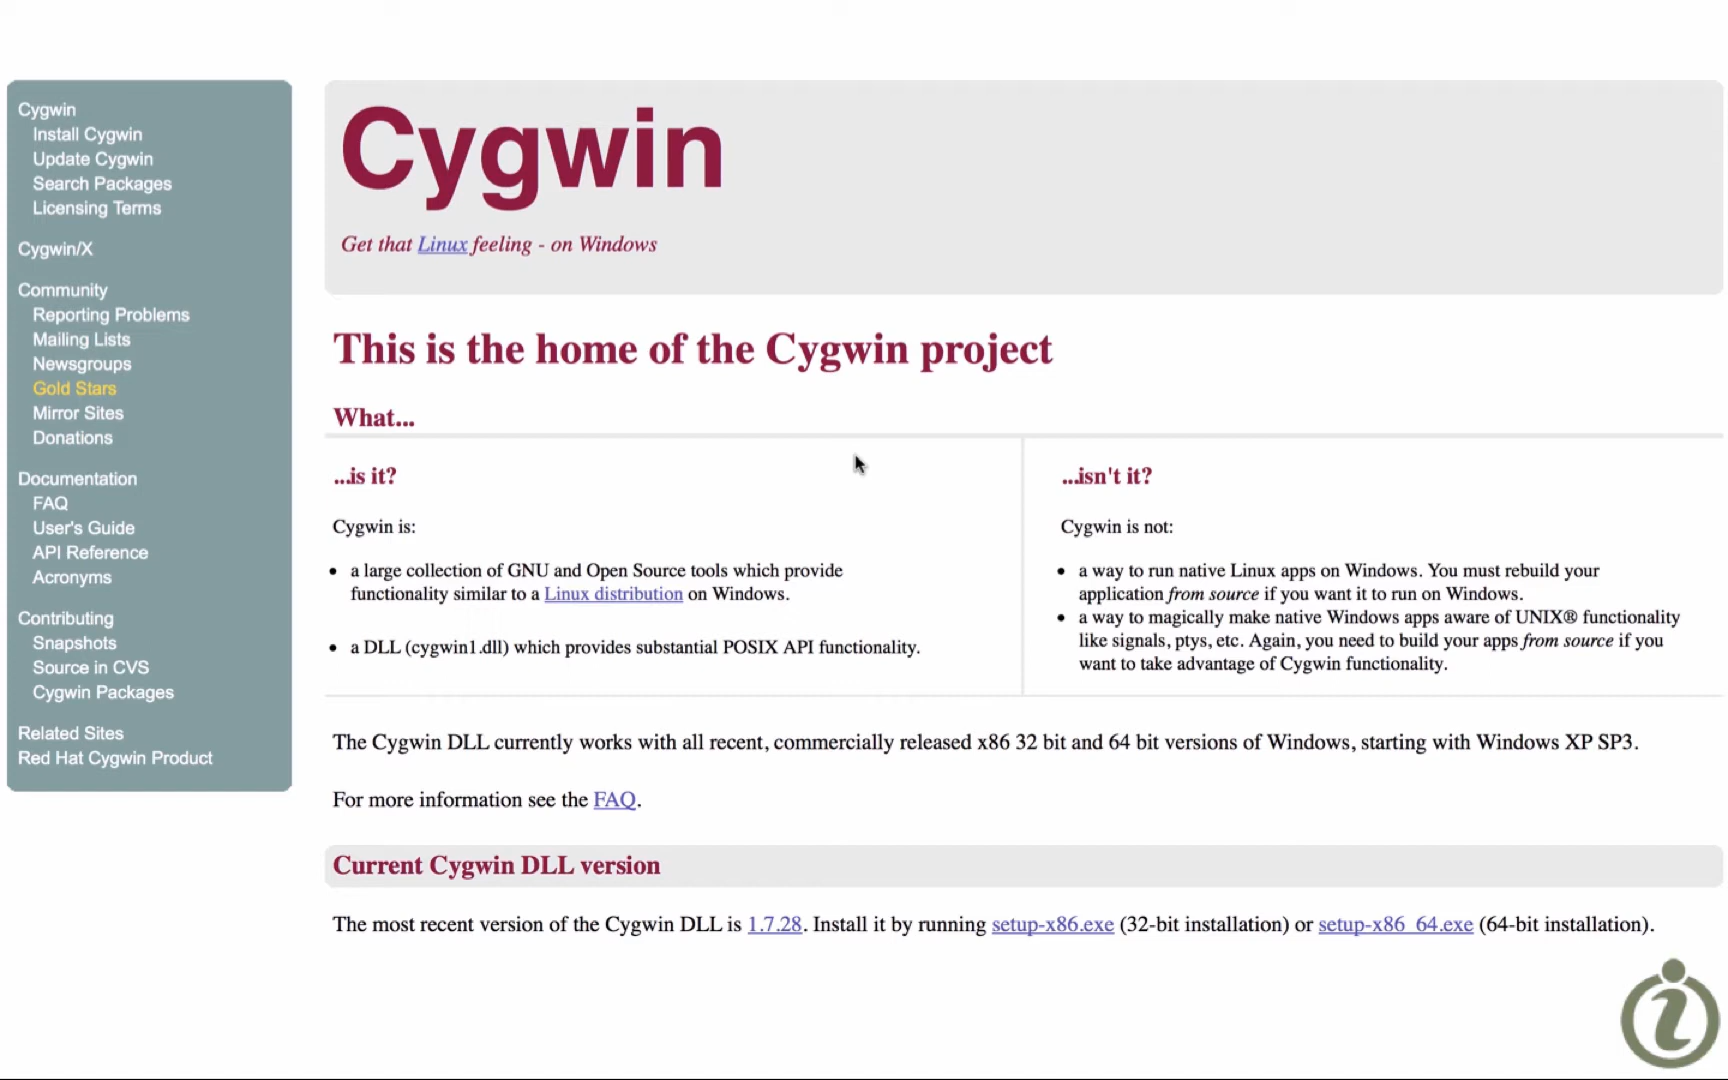 Cygwin
Install Cygwin
Update Cygwin
Search Packages
Licensing Terms
Cygwin/X
Community
Reporting Problems
Mailing Lists
Newsgroups
Gold Stars
Mirror Sites
Donations
Documentation
FAQ
User's Guide
API Reference
Acronyms
Contributing
Snapshots
Source in CVS
Cygwin Packages
Related Sites
Red Hat Cygwin Product
Cygwin
Get that Linux feeling - on Windows
This is the home of the Cygwin project
What...
...is it?
Cygwin is:
• a large collection of GNU and Open Source tools which provide
functionality similar to a Linux distribution on Windows.
• a DLL (cygwin1.dll) which provides substantial POSIX API functionality.
...isn't it?
Cygwin is not:
• a way to run native Linux apps on Windows. You must rebuild your
application from source if you want it to run on Windows.
• a way to magically make native Windows apps aware of UNIX® functionality
like signals, ptys, etc. Again, you need to build your apps from source if you
want to take advantage of Cygwin functionality.
The Cygwin DLL currently works with all recent, commercially released x86 32 bit and 64 bit versions of Windows, starting with Windows XP SP3.
For more information see the FAQ.
Current Cygwin DLL version
The most recent version of the Cygwin DLL is 1.7.28. Install it by running setup-x86.exe (32-bit installation) or setup-x86_64.exe (64-bit installation).
i